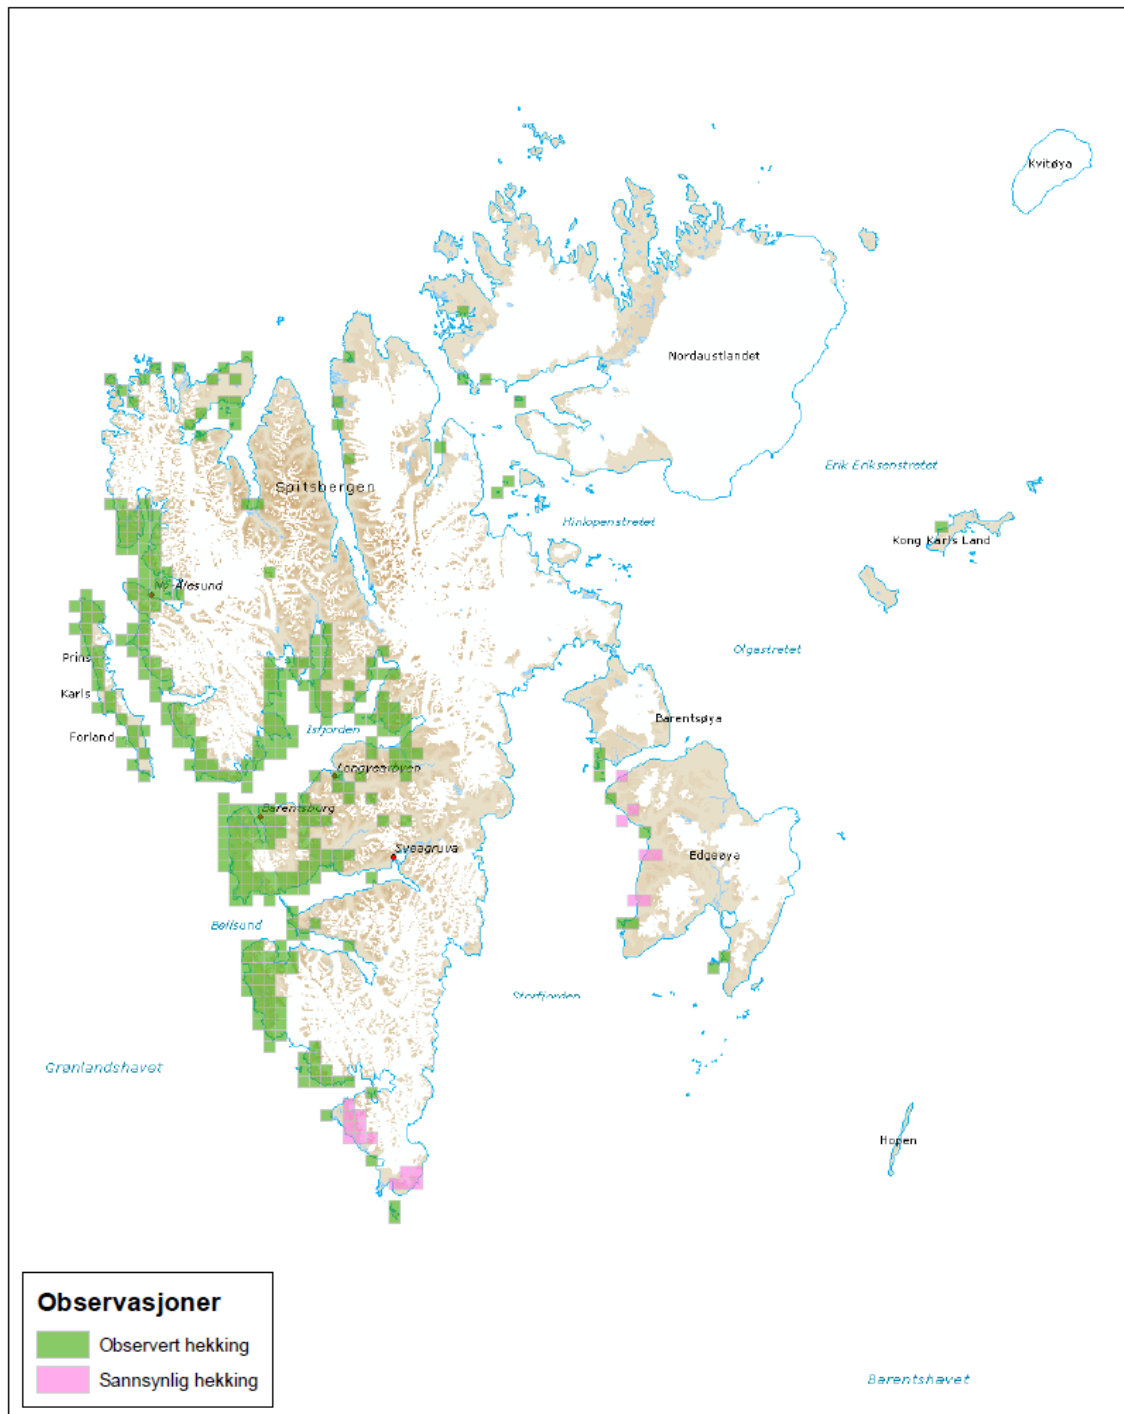 Kvitøya
Nordaustlandet
Erik Eriksenstretet
Spitsbergen
Hinlopenstretet
Kong Karls Land
Ny-Ålesund
Olgastretet
Prins
Karls
Forland
Barentsøya
Isfjorden
Longyearbyen
Barentsburg
Sveagruva
Edgeøya
Bellsund
Storfjorden
Grønlandshavet
Hopen
Observasjoner
Observert hekking
Sannsynlig hekking
Barentshavet